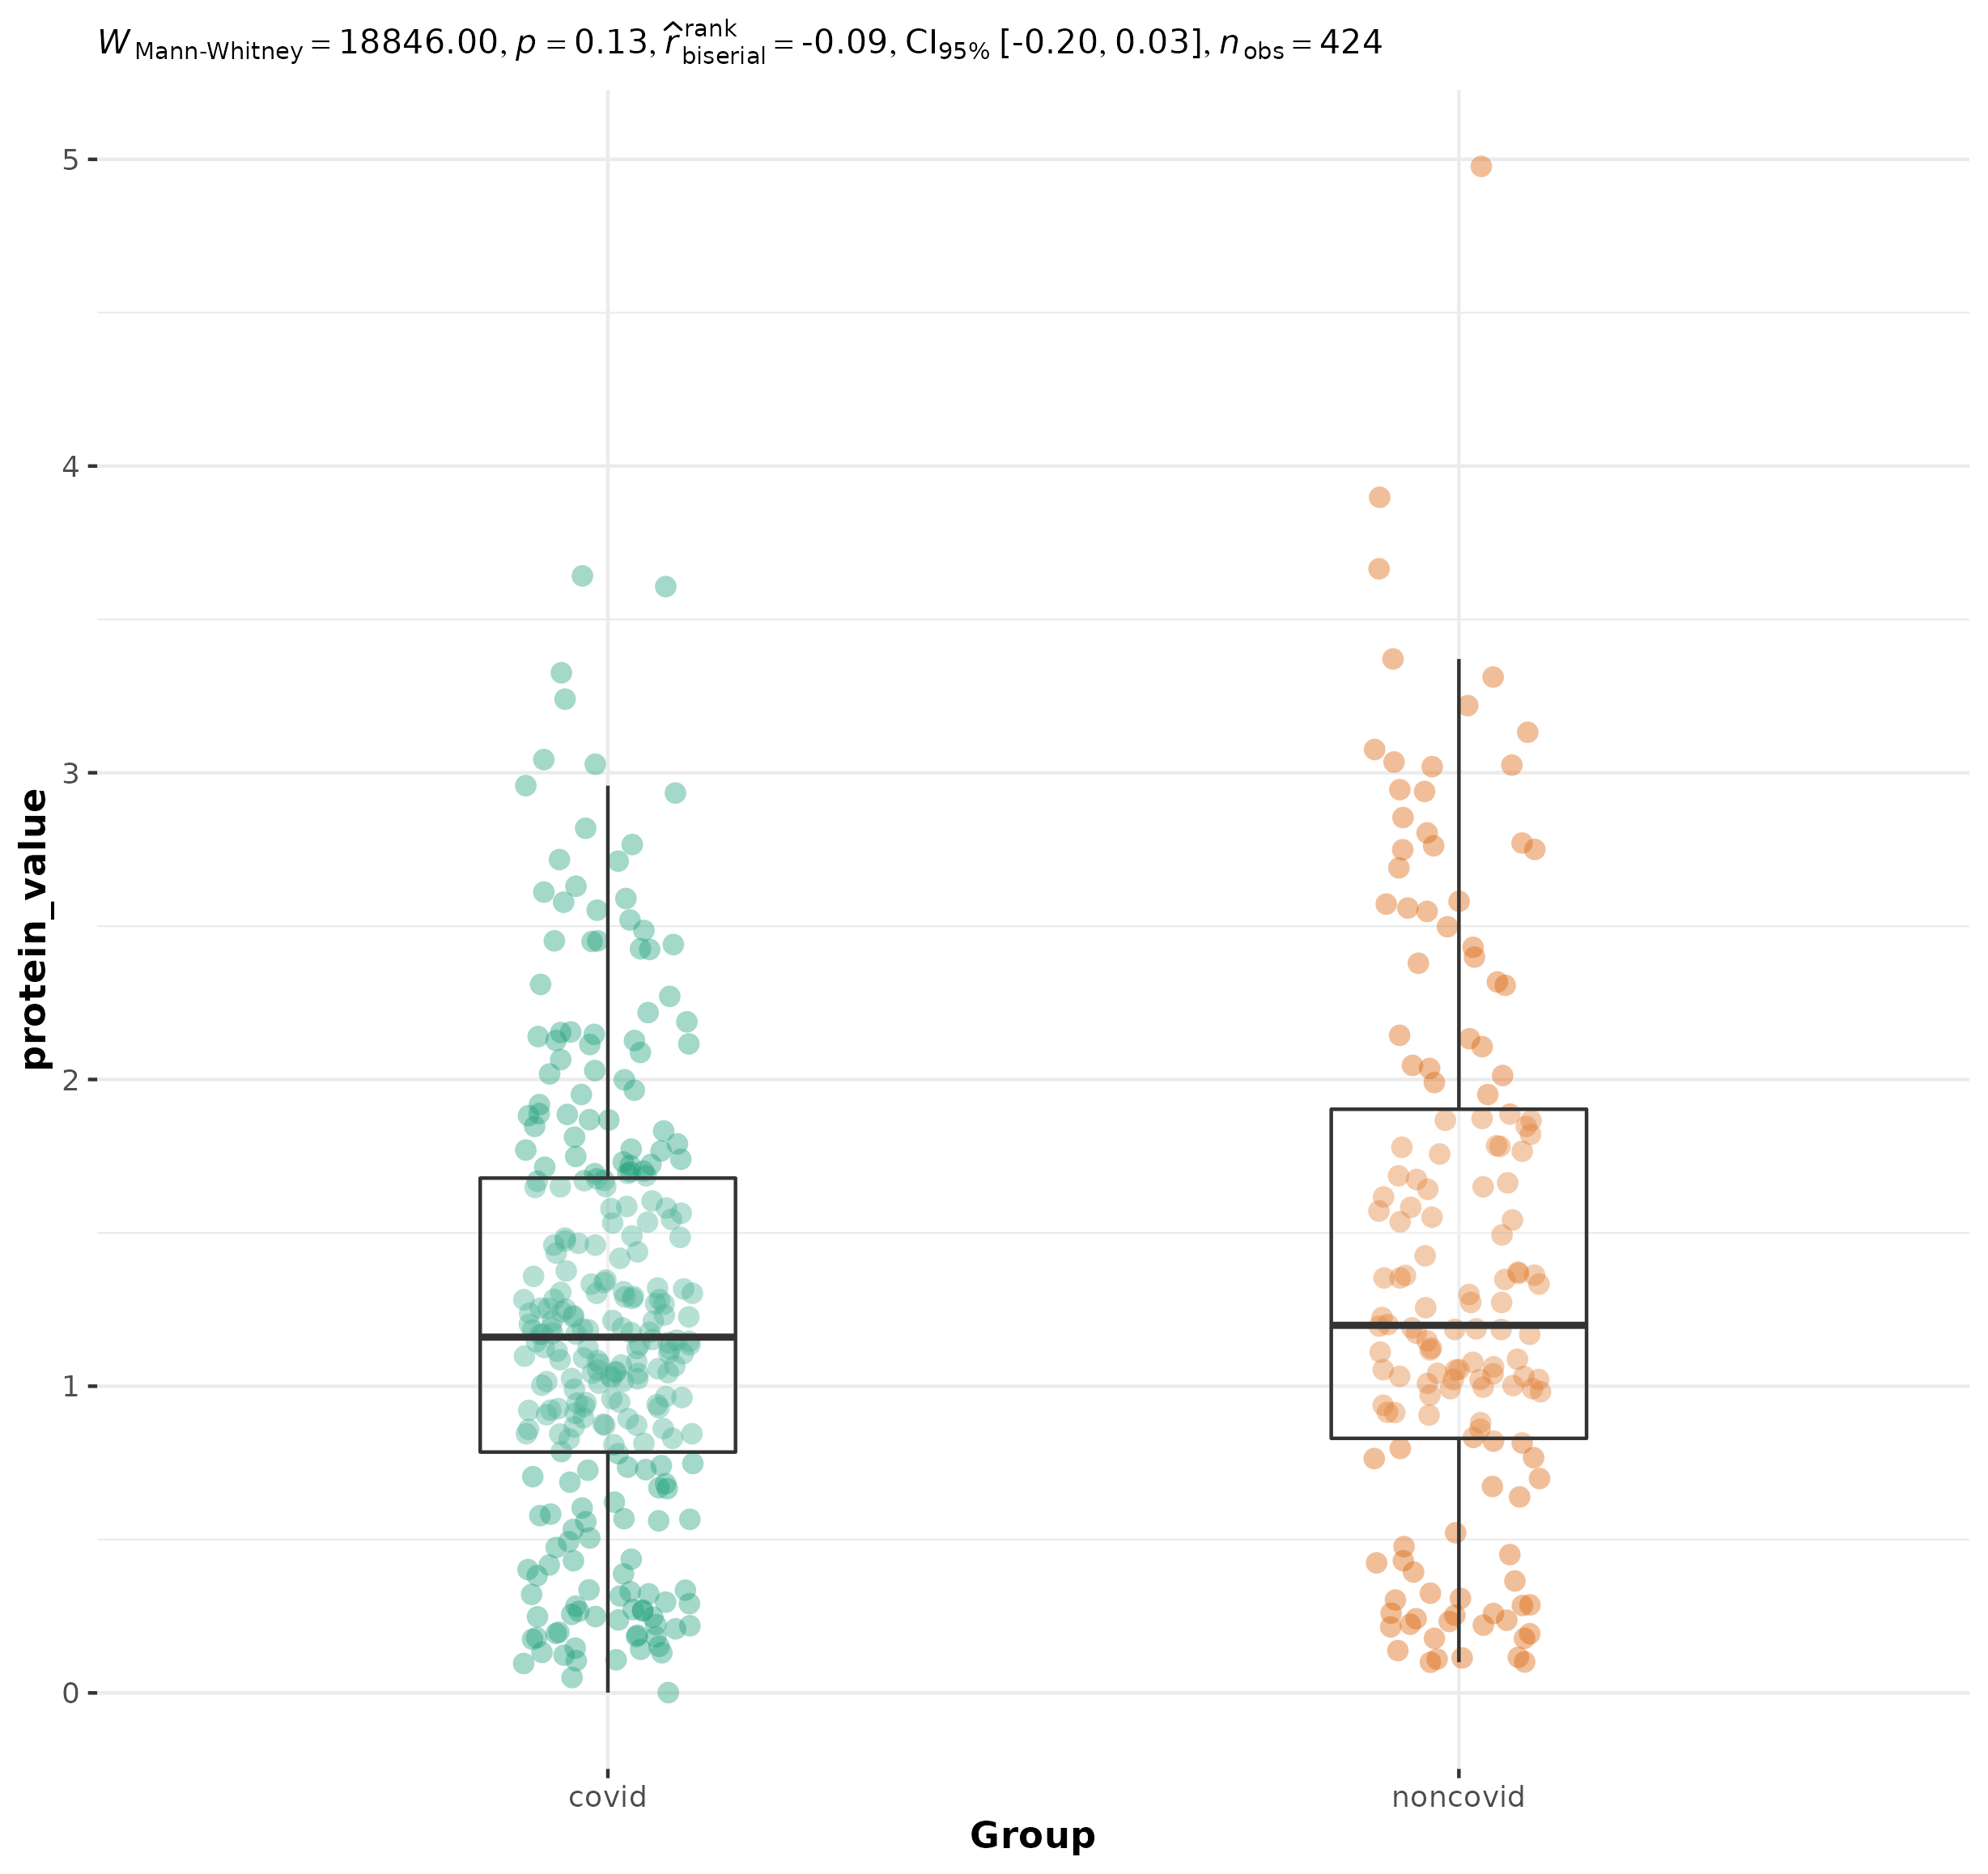 W Mann-Whitney = 18846.00, p = 0.13, r̂ rank biserial = -0.09, CI95% [-0.20, 0.03], n obs = 424
5
4
3
2
1
0
protein_value
covid noncovid
Group